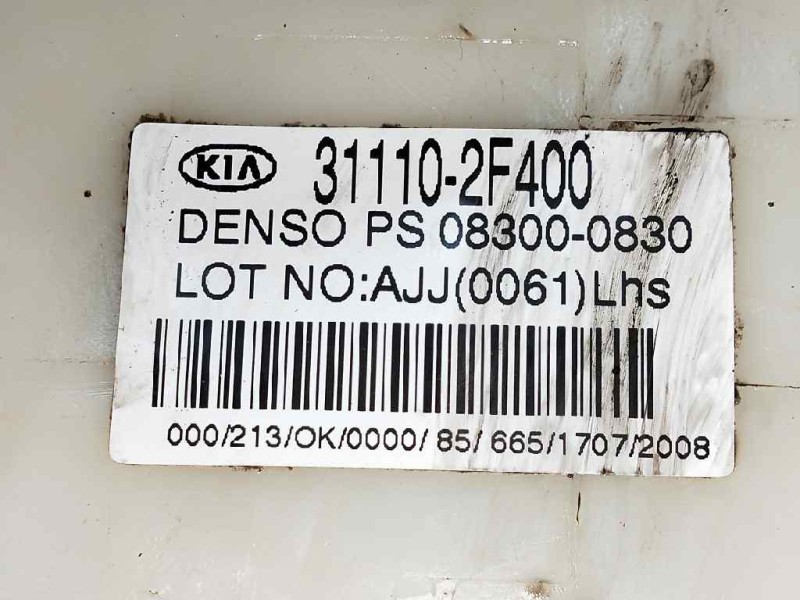 KIA 31110-2F400
DENSO PS 08300-0830
LOT NO:AJJ(0061)Lhs
000/213/OK/0000/85/665/1707/2008